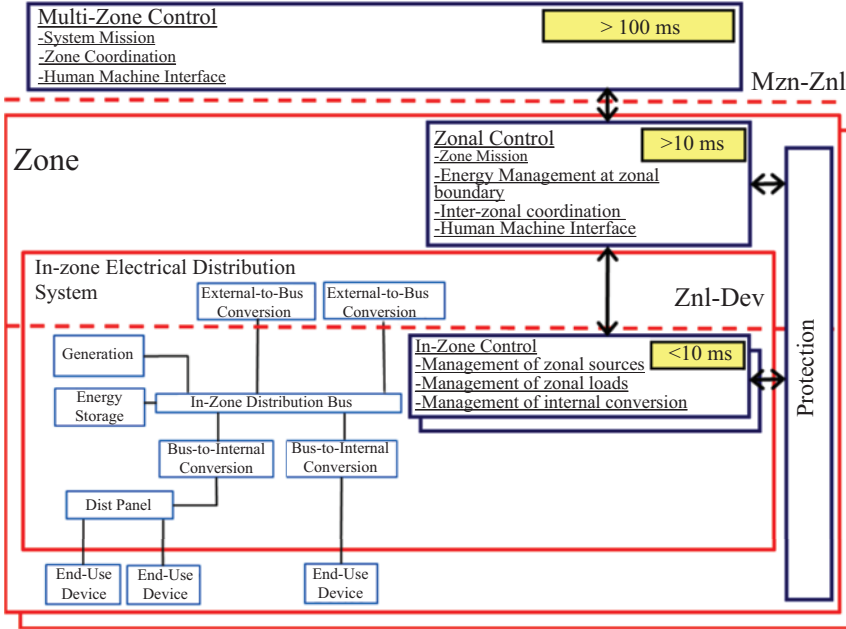 Multi-Zone Control
-System Mission
-Zone Coordination
-Human Machine Interface
> 100 ms
Mzn-Znl
Zone
Zonal Control
-Zone Mission
-Energy Management at zonal
boundary
-Inter-zonal coordination
-Human Machine Interface
>10 ms
In-zone Electrical Distribution
System
External-to-Bus
Conversion
External-to-Bus
Conversion
Znl-Dev
Generation
Energy
Storage
In-Zone Distribution Bus
In-Zone Control
-Management of zonal sources
-Management of zonal loads
-Management of internal conversion
<10 ms
Protection
Bus-to-Internal
Conversion
Bus-to-Internal
Conversion
Dist Panel
End-Use
Device
End-Use
Device
End-Use
Device